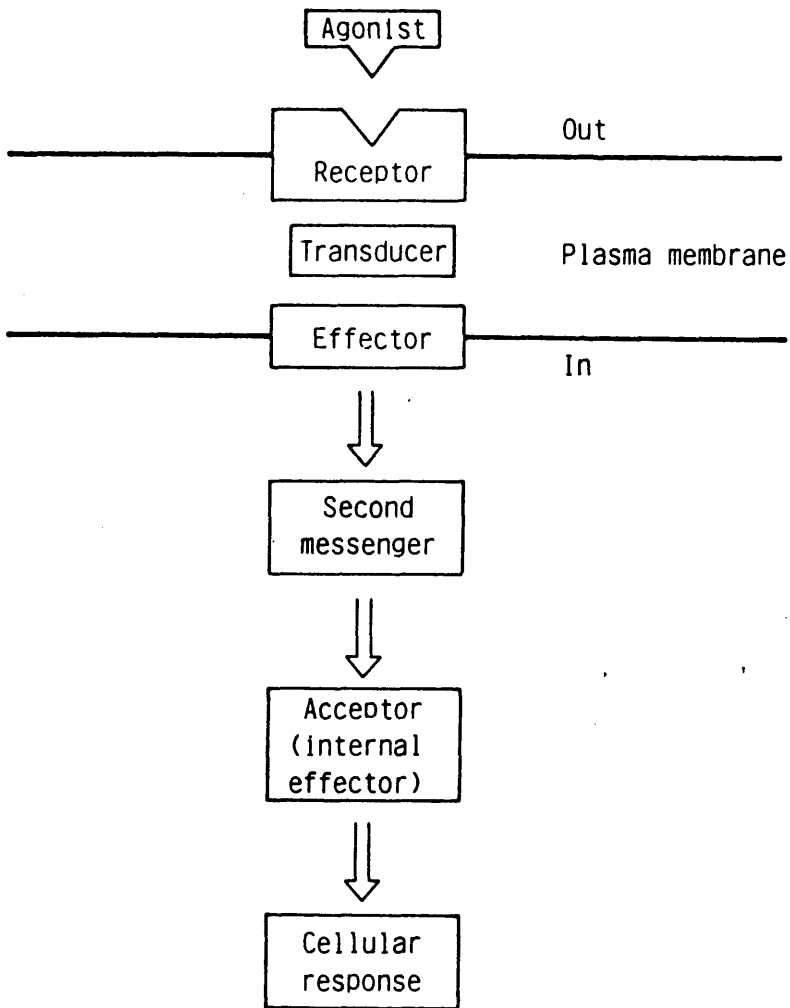 Agonist
Out
Receptor
Transducer
Plasma membrane
Effector
In
Second
messenger
Acceptor
(internal
effector)
Cellular
response